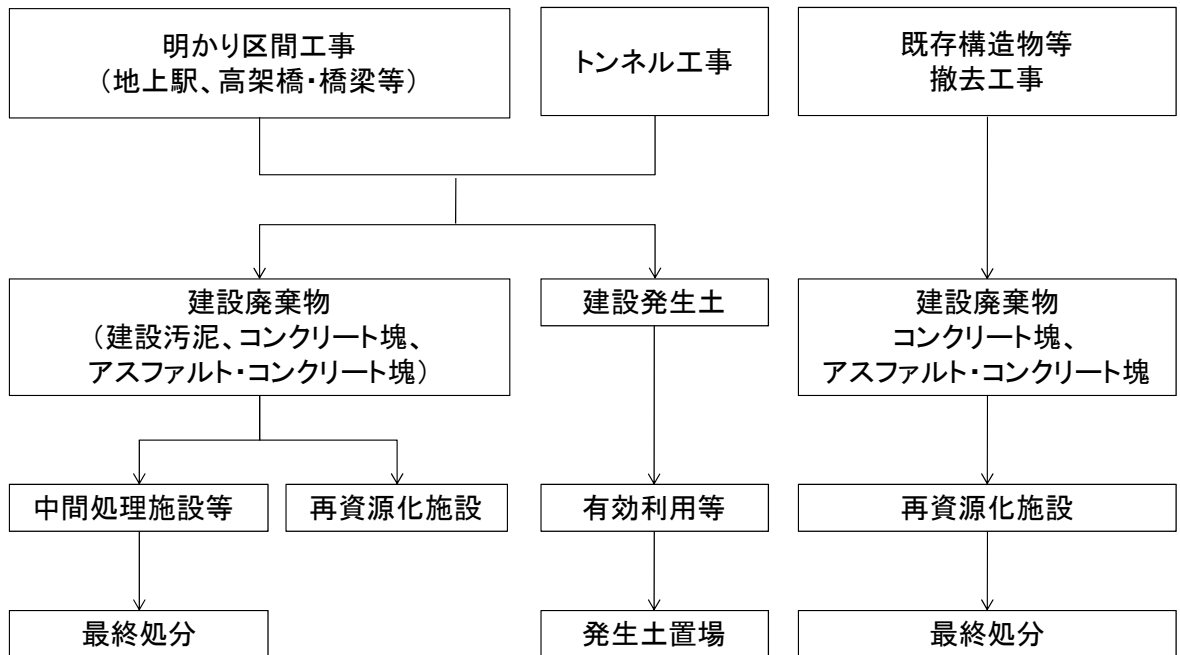 明かり区間工事
（地上駅、高架橋・橋梁等）
トンネル工事
既存構造物等
撤去工事
建設廃棄物
（建設汚泥、コンクリート塊、
アスファルト・コンクリート塊）
建設発生土
建設廃棄物
コンクリート塊、
アスファルト・コンクリート塊
中間処理施設等
再資源化施設
有効利用等
再資源化施設
最終処分
発生土置場
最終処分